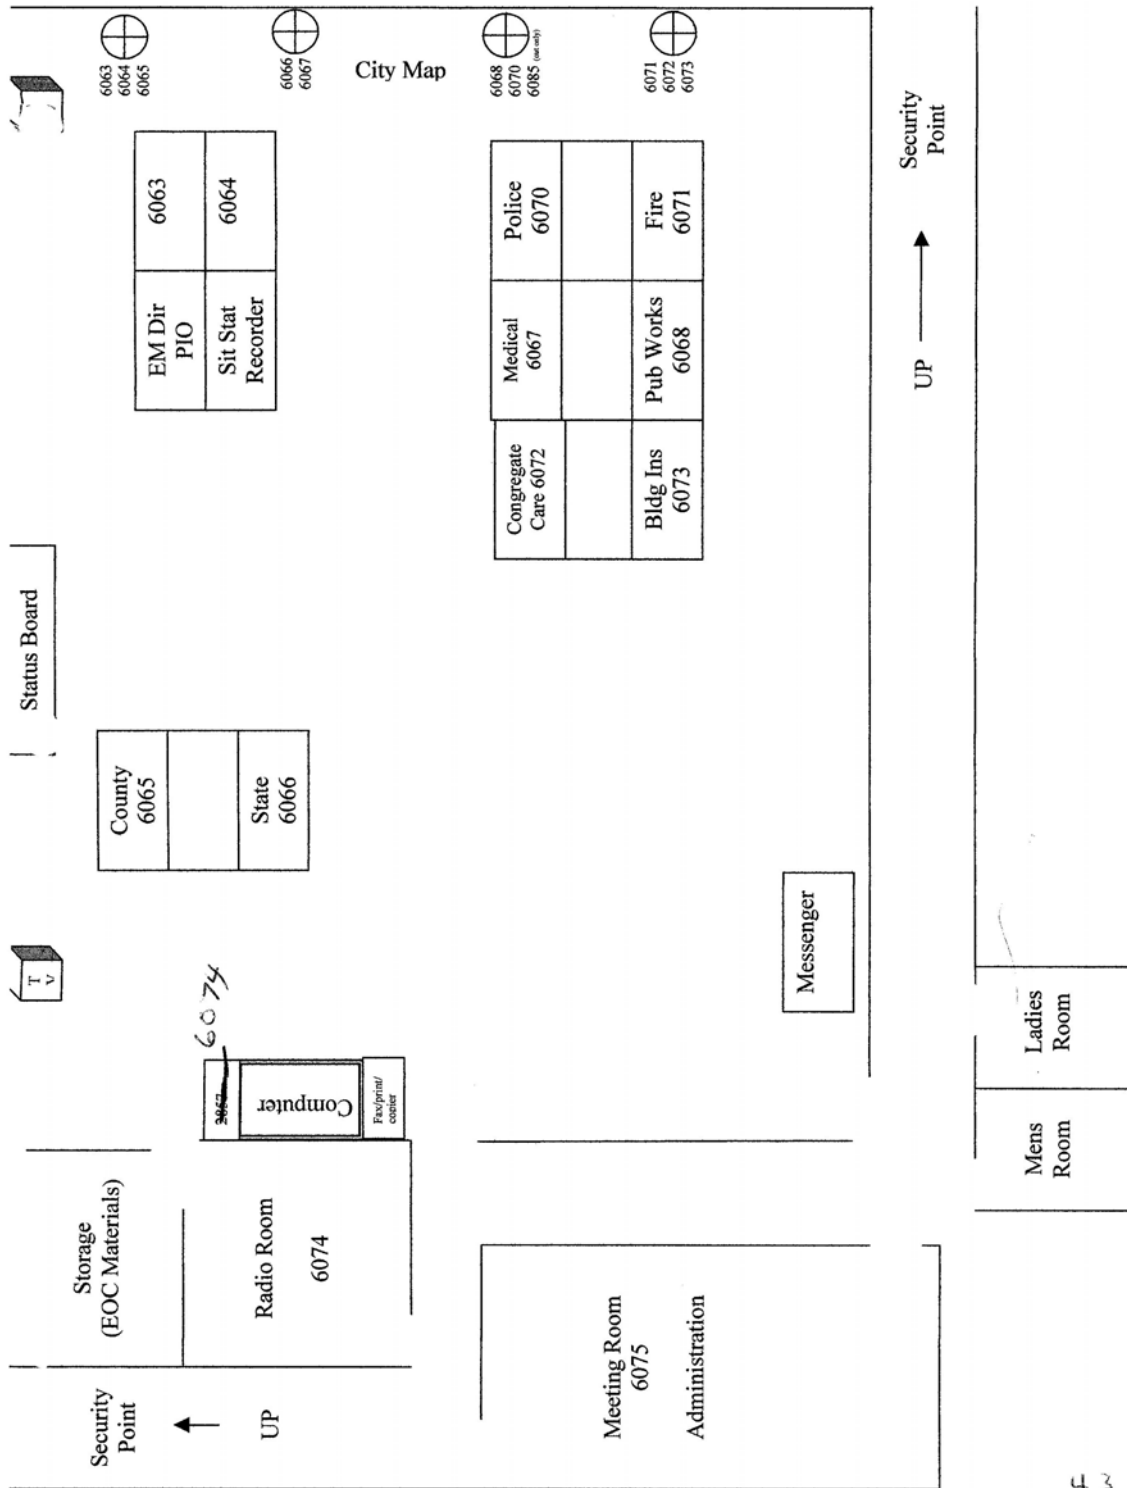 Security
Point
UP
Storage
(EOC Materials)
Radio Room
6074
6074
Computer
Fax/print/
copier
T
V
Status Board
County
6065
State
6066
EM Dir
PIO
6063
Sit Stat
Recorder
6064
6063
6064
6065
6066
6067
City Map
6068
6070
6085 (out only)
6071
6072
6073
Congregate
Care 6072
Medical
6067
Police
6070
Bldg Ins
6073
Pub Works
6068
Fire
6071
Meeting Room
6075
Administration
Messenger
UP
Security
Point
Mens
Room
Ladies
Room
43